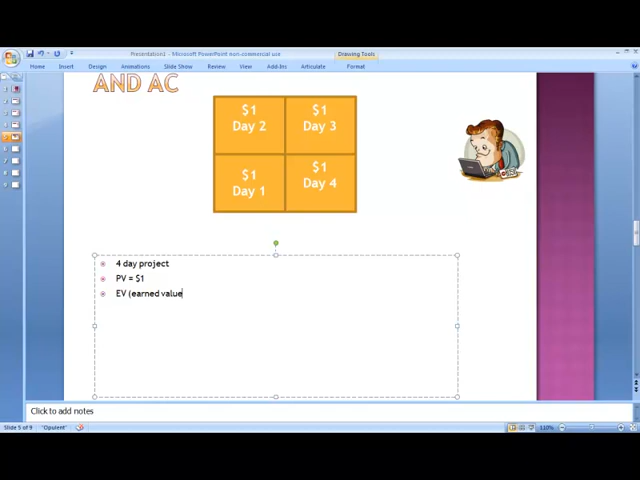 Presentation1 - Microsoft PowerPoint non-commercial use
Drawing Tools
Home Insert Design Animations Slide Show Review View Add-Ins Articulate Format
AND AC
$1 $1
Day 2 Day 3
$1 $1
Day 1 Day 4
4 day project
PV = $1
EV (earned value
Click to add notes
Slide 5 of 9 "Opulent" 110%